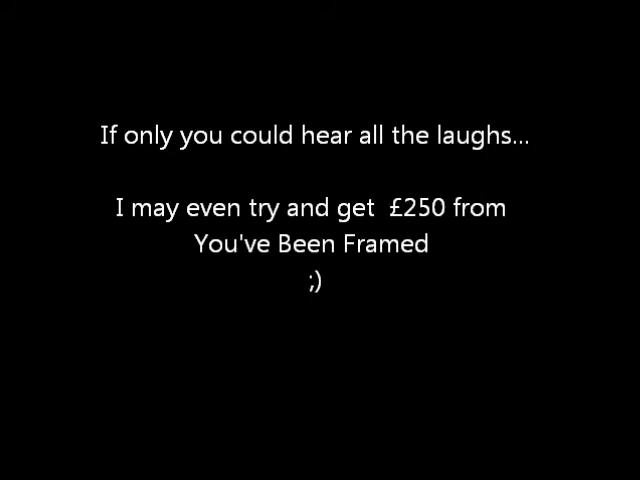 If only you could hear all the laughs...
I may even try and get  £250 from
You've Been Framed
;)